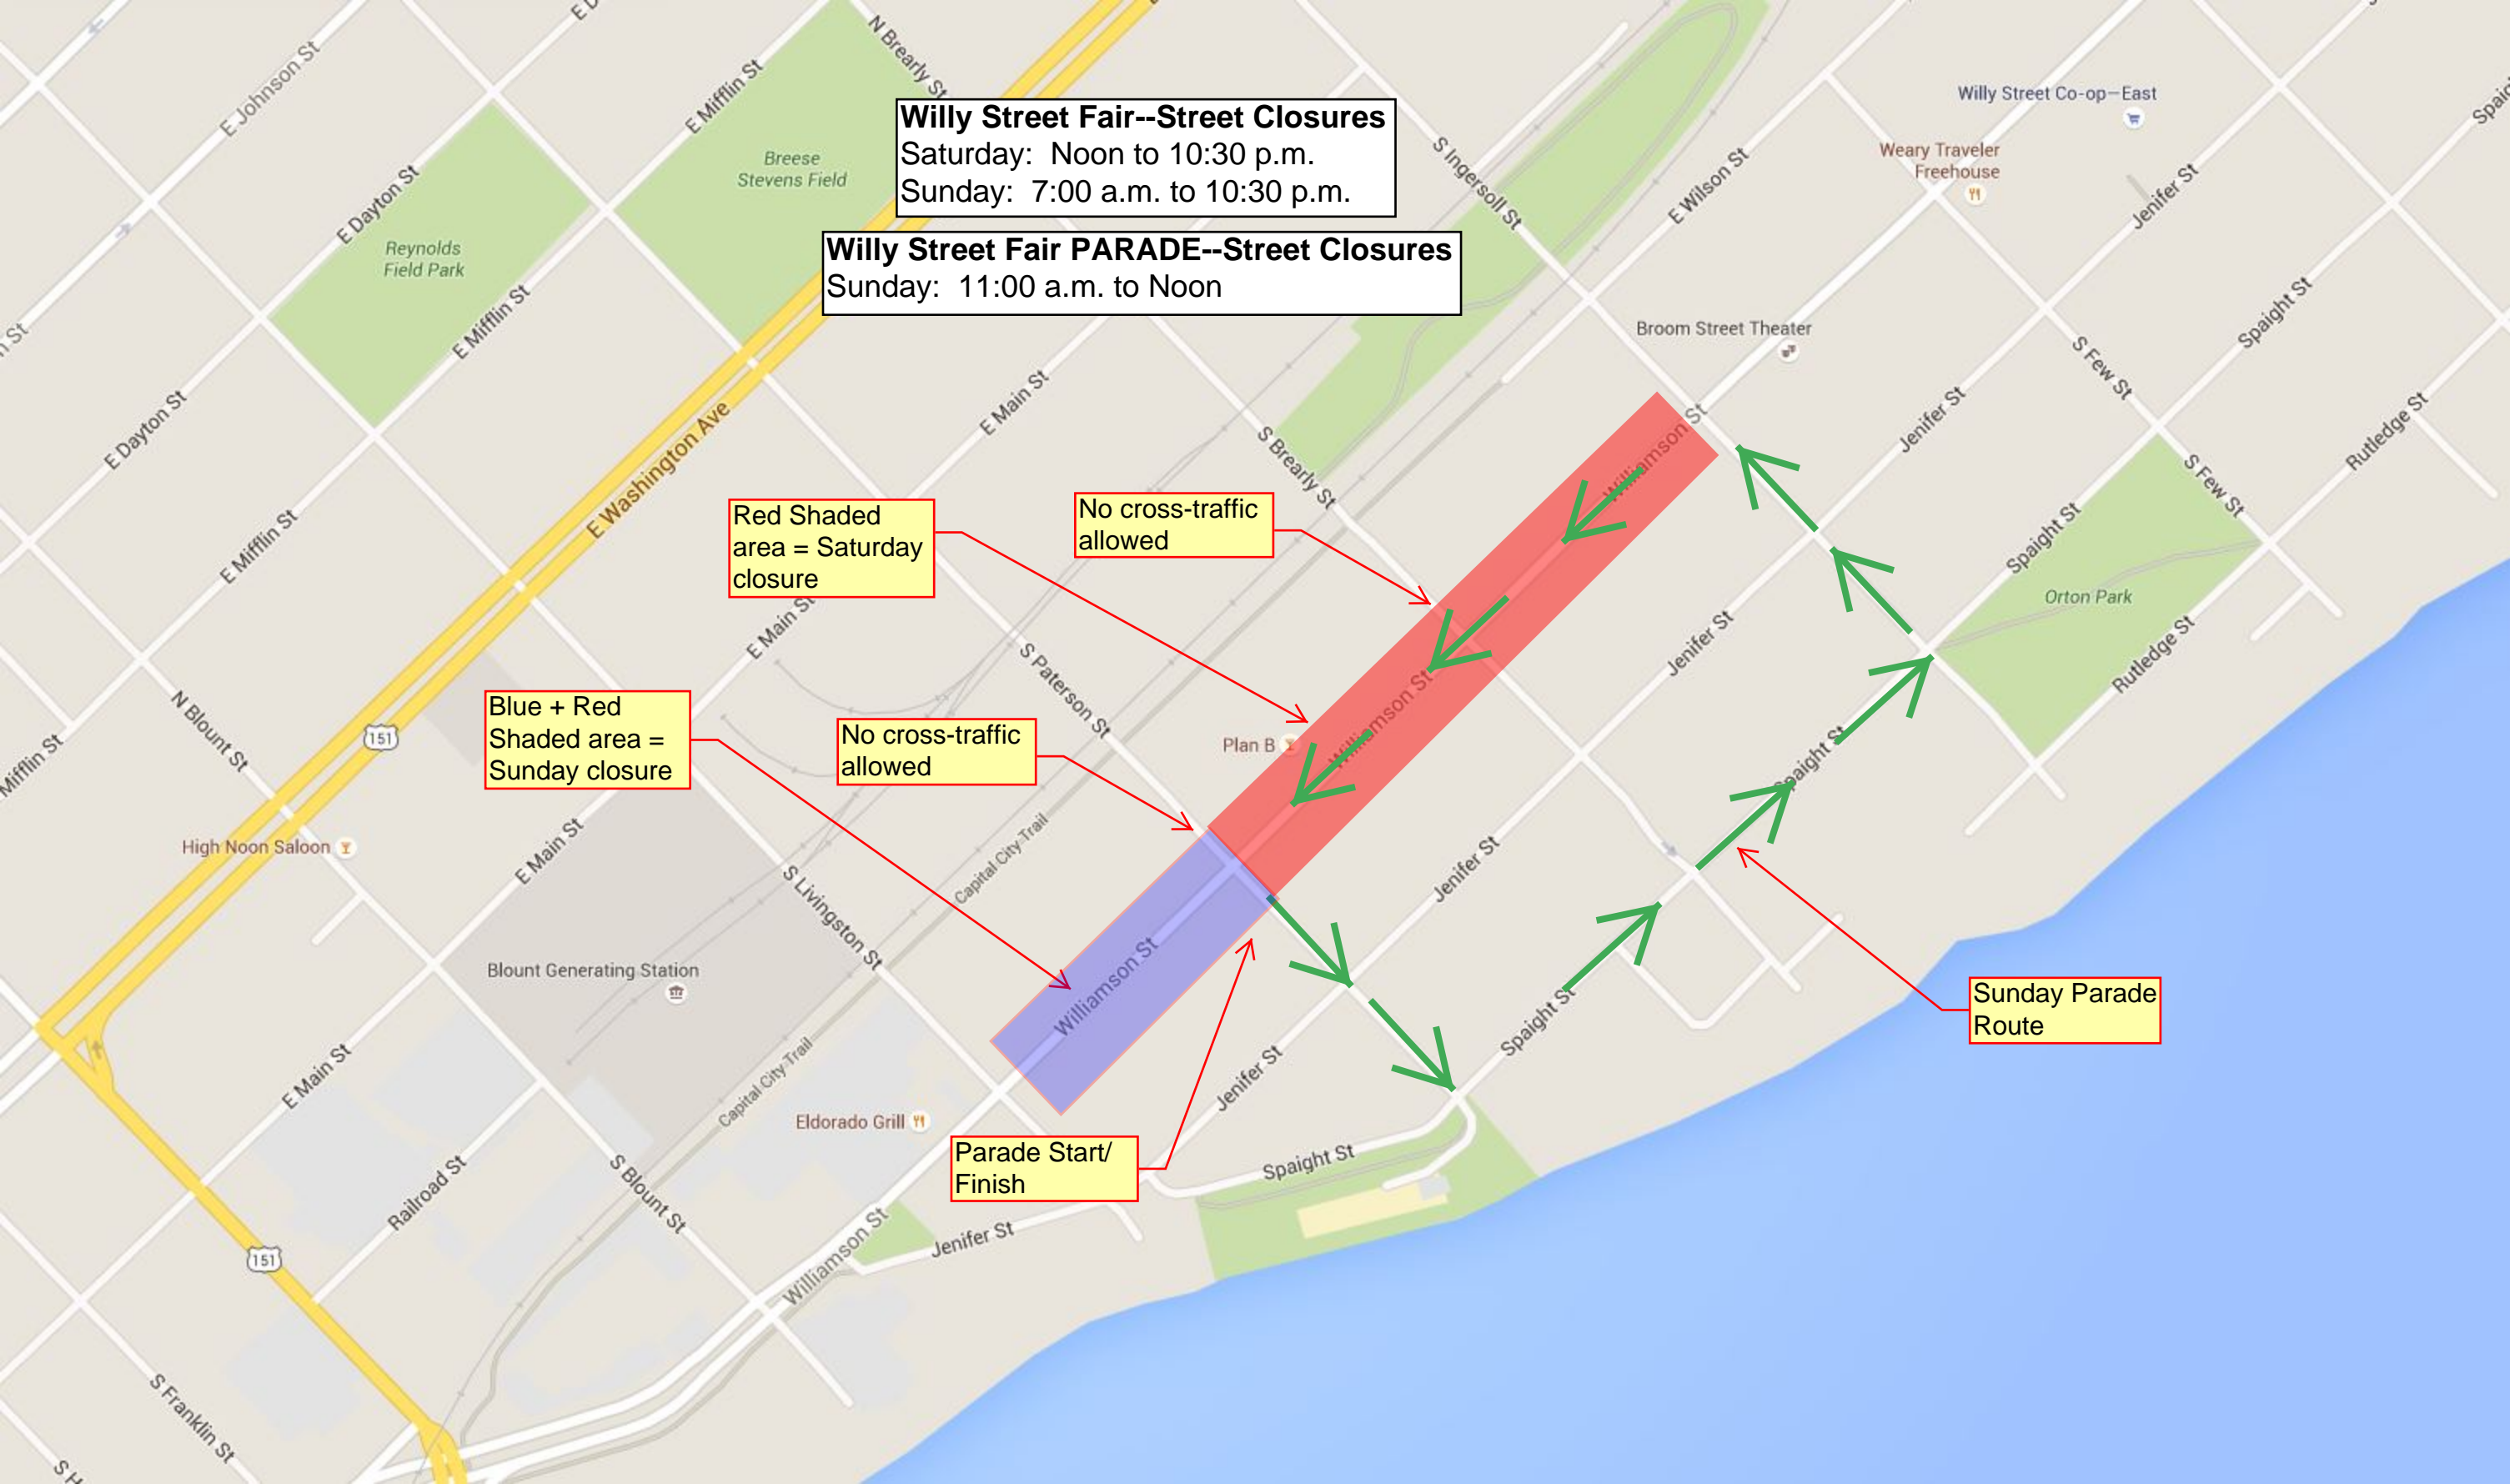 E Johnson St
N Brearly St
E Mifflin St
Willy Street Fair--Street Closures
Saturday:  Noon to 10:30 p.m.
Sunday:  7:00 a.m. to 10:30 p.m.
Willy Street Fair PARADE--Street Closures
Sunday:  11:00 a.m. to Noon
Willy Street Co-op—East
Weary Traveler
Freehouse
Breese
Stevens Field
E Dayton St
Reynolds
Field Park
E Mifflin St
S Ingersoll St
E Wilson St
Jenifer St
Spaight St
Broom Street Theater
S Few St
E Dayton St
E Main St
E Washington Ave
S Brearly St
Williamson St
Jenifer St
Rutledge St
S Few St
Spaight St
Orton Park
Rutledge St
E Mifflin St
Red Shaded
area = Saturday
closure
No cross-traffic
allowed
E Main St
S Paterson St
Jenifer St
Williamson St
Plan B
Spaight St
N Blount St
151
Mifflin St
Blue + Red
Shaded area =
Sunday closure
No cross-traffic
allowed
High Noon Saloon
E Main St
Capital City Trail
S Livingston St
Jenifer St
Blount Generating Station
Williamson St
Spaight St
Sunday Parade
Route
E Main St
Capital City Trail
Jenifer St
Eldorado Grill
Parade Start/
Finish
Spaight St
Railroad St
S Blount St
Jenifer St
Williamson St
151
S Franklin St